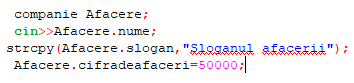 companie Afacere;
cin>>Afacere.nume;
strcpy(Afacere.slogan,"Sloganul afacerii");
Afacere.cifradeafaceri=50000;